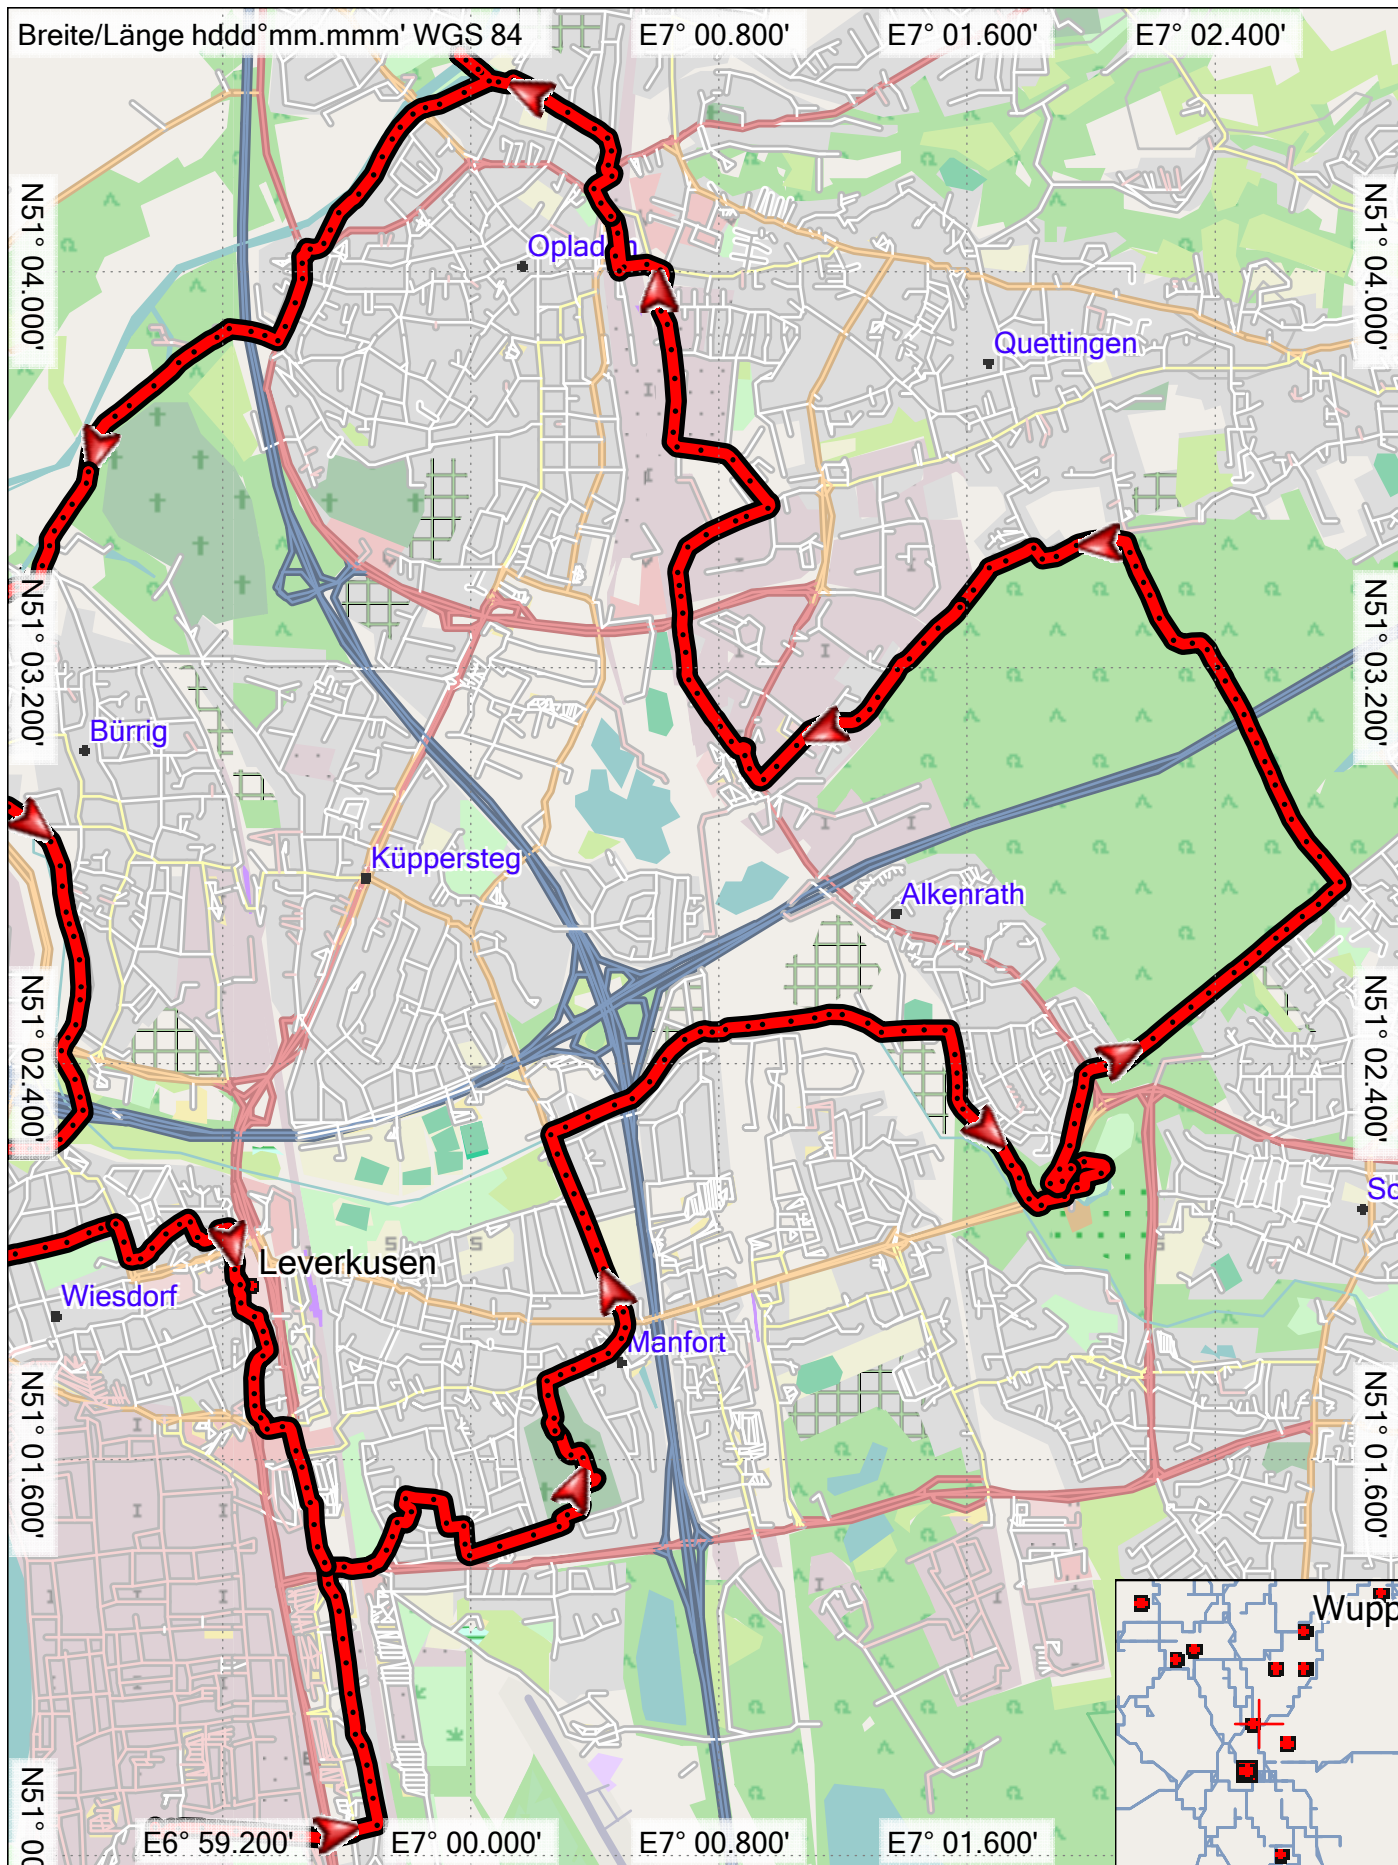 Breite/Länge hddd°mm.mmm' WGS 84
E7° 00.800'
E7° 01.600'
E7° 02.400'
N51° 04.000'
N51° 04.000'
Quettingen
N51° 03.200'
N51° 03.200'
Bürrig
Küppersteg
Alkenrath
N51° 02.400'
N51° 02.400'
Leverkusen
Wiesdorf
Manfort
N51° 01.600'
N51° 01.600'
E6° 59.200'
E7° 00.000'
E7° 00.800'
E7° 01.600'